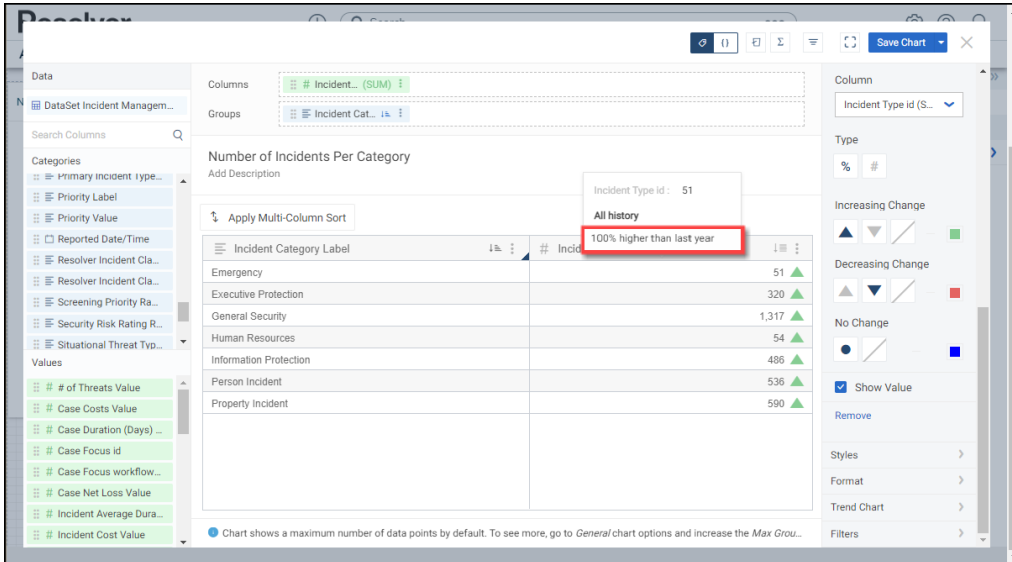 Resolver
Search
Save Chart
Data
DataSet Incident Managem...
Search Columns
Categories
Primary Incident Type...
Priority Label
Priority Value
Reported Date/Time
Resolver Incident Cla...
Resolver Incident Cla...
Screening Priority Ra...
Security Risk Rating R...
Situational Threat Typ...
Values
# # of Threats Value
# Case Costs Value
# Case Duration (Days) ...
# Case Focus id
# Case Focus workflow...
# Case Net Loss Value
# Incident Average Dura...
# Incident Cost Value
{} Σ
Columns # Incident... (SUM)
Groups Incident Cat...
Number of Incidents Per Category
Add Description
Incident Type id : 51
All history
100% higher than last year
Apply Multi-Column Sort
Incident Category Label # Incid
Emergency 51
Executive Protection 320
General Security 1,317
Human Resources 54
Information Protection 486
Person Incident 536
Property Incident 590
Chart shows a maximum number of data points by default. To see more, go to General chart options and increase the Max Grou...
Column
Incident Type id (S...
Type
% #
Increasing Change
Decreasing Change
No Change
Show Value
Remove
Styles
Format
Trend Chart
Filters